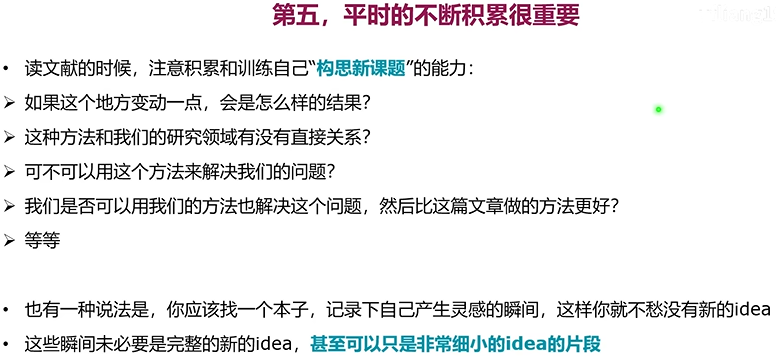 第五，平时的不断积累很重要
• 读文献的时候，注意积累和训练自己“构思新课题”的能力：
➢ 如果这个地方变动一点，会是怎么样的结果？
➢ 这种方法和我们的研究领域有没有直接关系？
➢ 可不可以用这个方法来解决我们的问题？
➢ 我们是否可以用我们的方法也解决这个问题，然后比这篇文章做的方法更好？
➢ 等等
• 也有一种说法是，你应该找一个本子，记录下自己产生灵感的瞬间，这样你就不愁没有新的idea
• 这些瞬间未必要是完整的新的idea，甚至可以只是非常细小的idea的片段